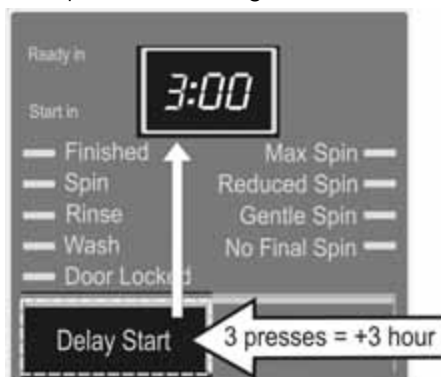 Ready in
3:00
Start in
Finished
Max Spin
Spin
Reduced Spin
Rinse
Gentle Spin
Wash
No Final Spin
Door Locked
Delay Start
3 presses = +3 hour